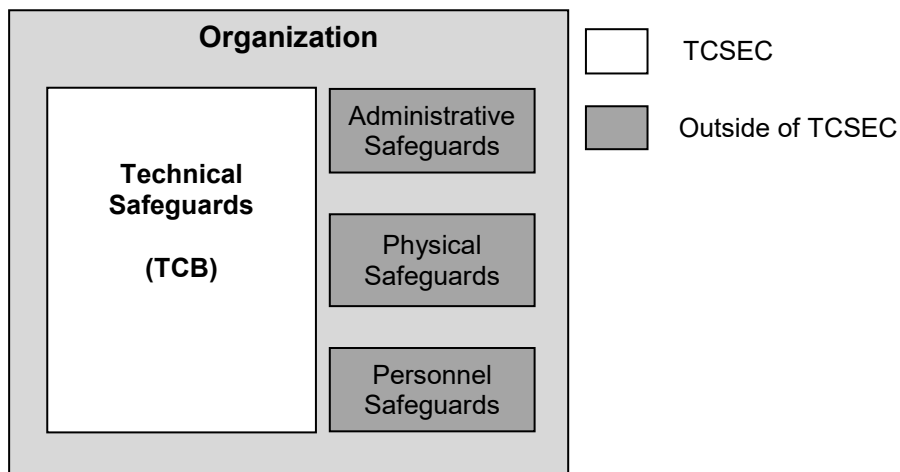 Organization
Technical
Safeguards
(TCB)
Administrative
Safeguards
Physical
Safeguards
Personnel
Safeguards
TCSEC
Outside of TCSEC